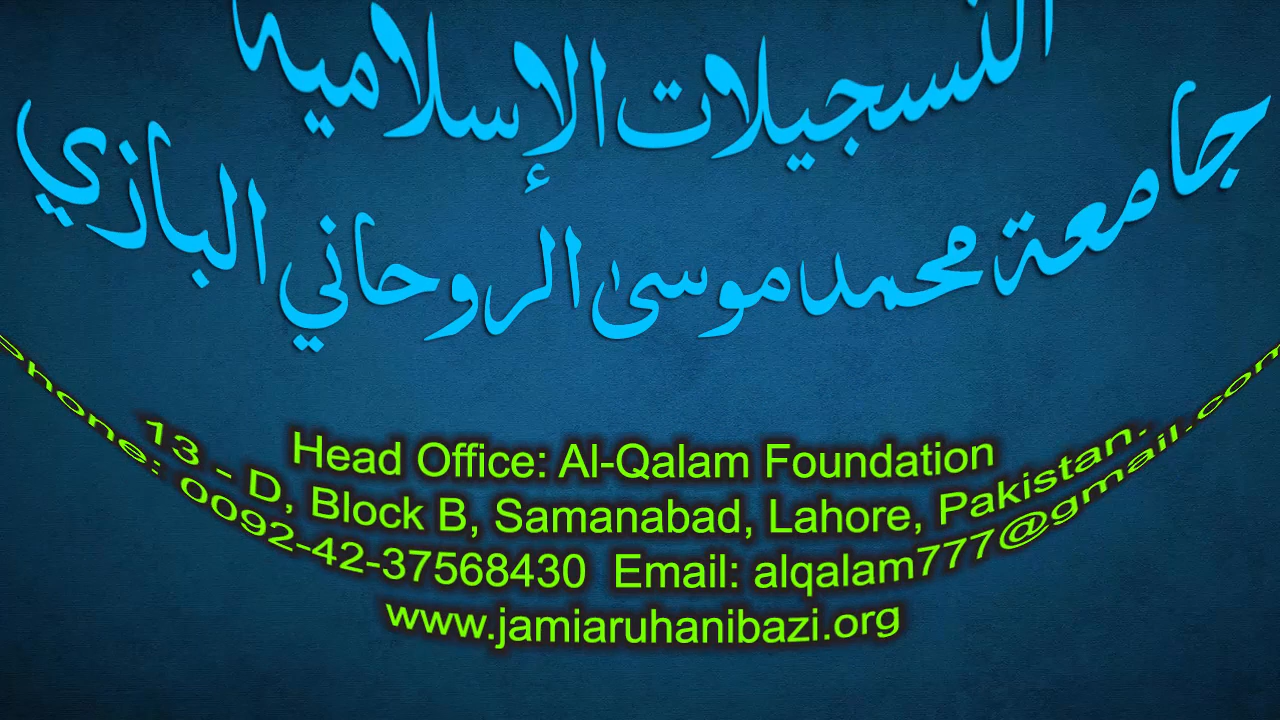 التسجيلات الإسلامية
جامعة محمد موسىٰ الروحاني البازي
Head Office: Al-Qalam Foundation
13 - D, Block B, Samanabad, Lahore, Pakistan.
Phone: 0092-42-37568430 Email: alqalam777@gmail.com
www.jamiaruhanibazi.org